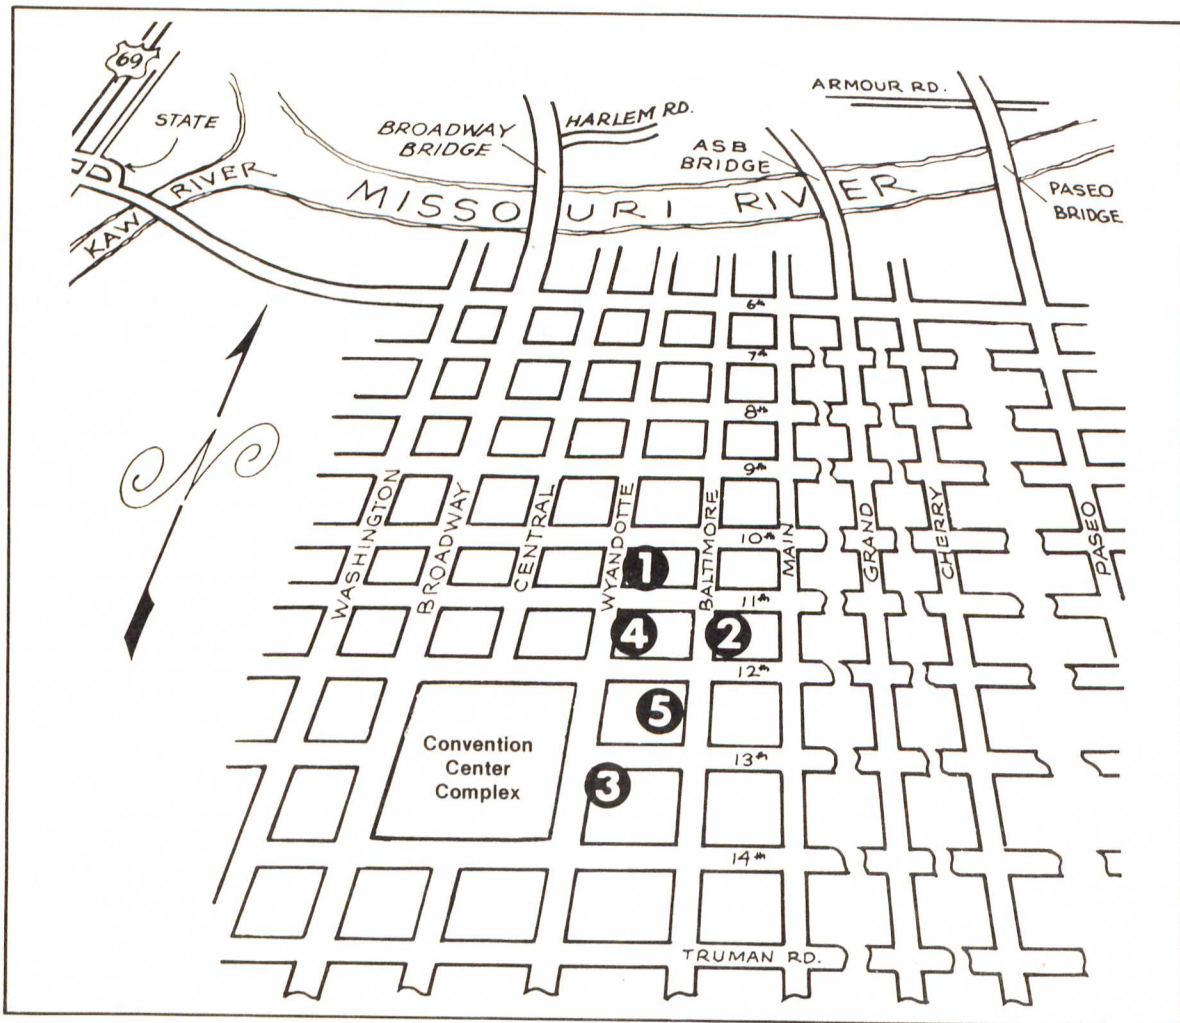 69
STATE
KAW RIVER
BROADWAY
BRIDGE
HARLEM RD.
ASB
BRIDGE
ARMOUR RD.
PASEO
BRIDGE
MISSOURI RIVER
N
6th
7th
8th
9th
10th
11th
12th
13th
14th
WASHINGTON
BROADWAY
CENTRAL
WYANDOTTE
BALTIMORE
MAIN
GRAND
CHERRY
PASEO
1
4
2
5
3
Convention
Center
Complex
TRUMAN RD.